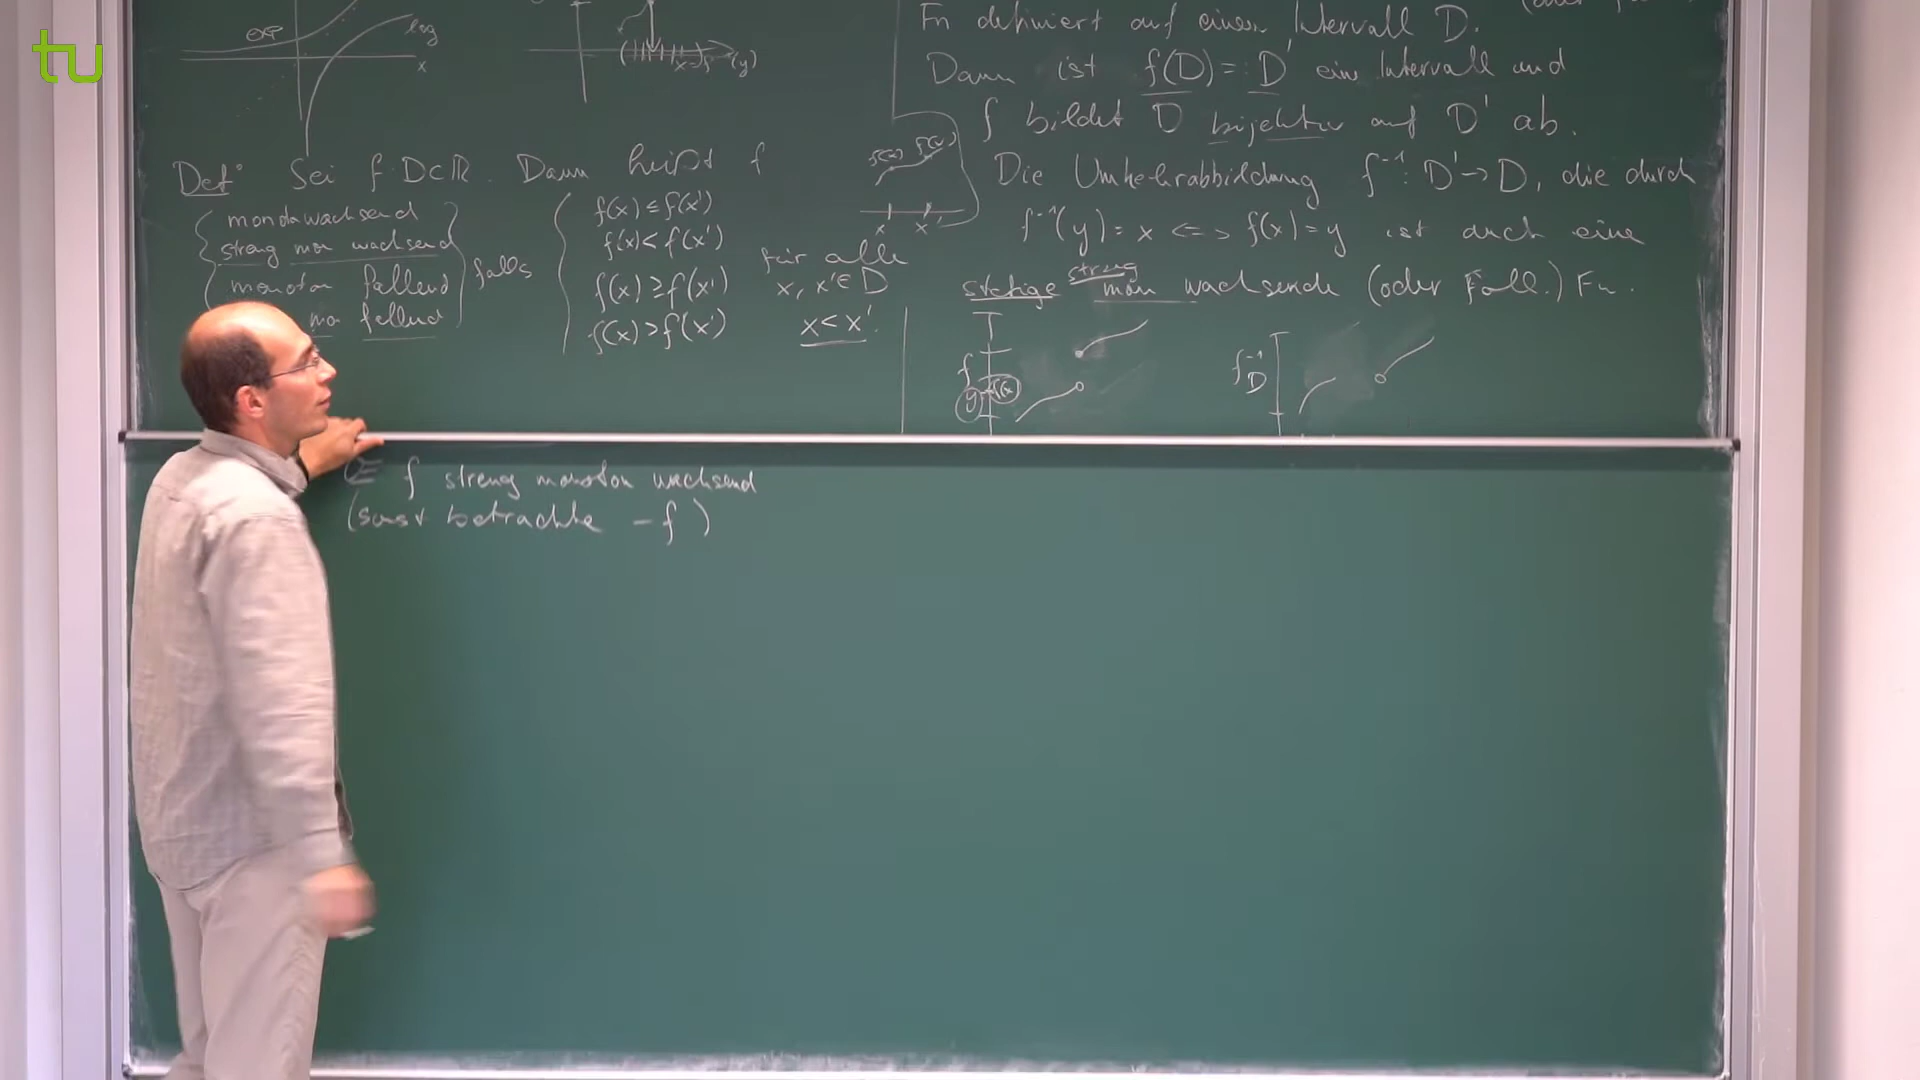 tu
exp
log
x
(y)
Def: Sei f: D⊂ℝ. Dann heißt f
monoton wachsend
streng mon wachsend
monoton fallend
mon fallend
falls
f(x) ≤ f(x')
f(x) < f(x')
f(x) ≥ f(x')
f(x) > f(x')
für alle
x, x' ∈ D
x < x'.
f(x) f(x')
x x'
Fn definiert auf einem Intervall D.
Dann ist f(D) =: D' ein Intervall und
f bildet D bijektiv auf D' ab.
Die Umkehrabbildung f⁻¹: D' → D, die durch
f⁻¹(y) = x <=> f(x) = y ist auch eine
streng
stetige mon wachsende (oder Fall.) Fn.
f
y f(x)
f⁻¹
D
Œ f streng monoton wachsend
(sonst betrachte -f)